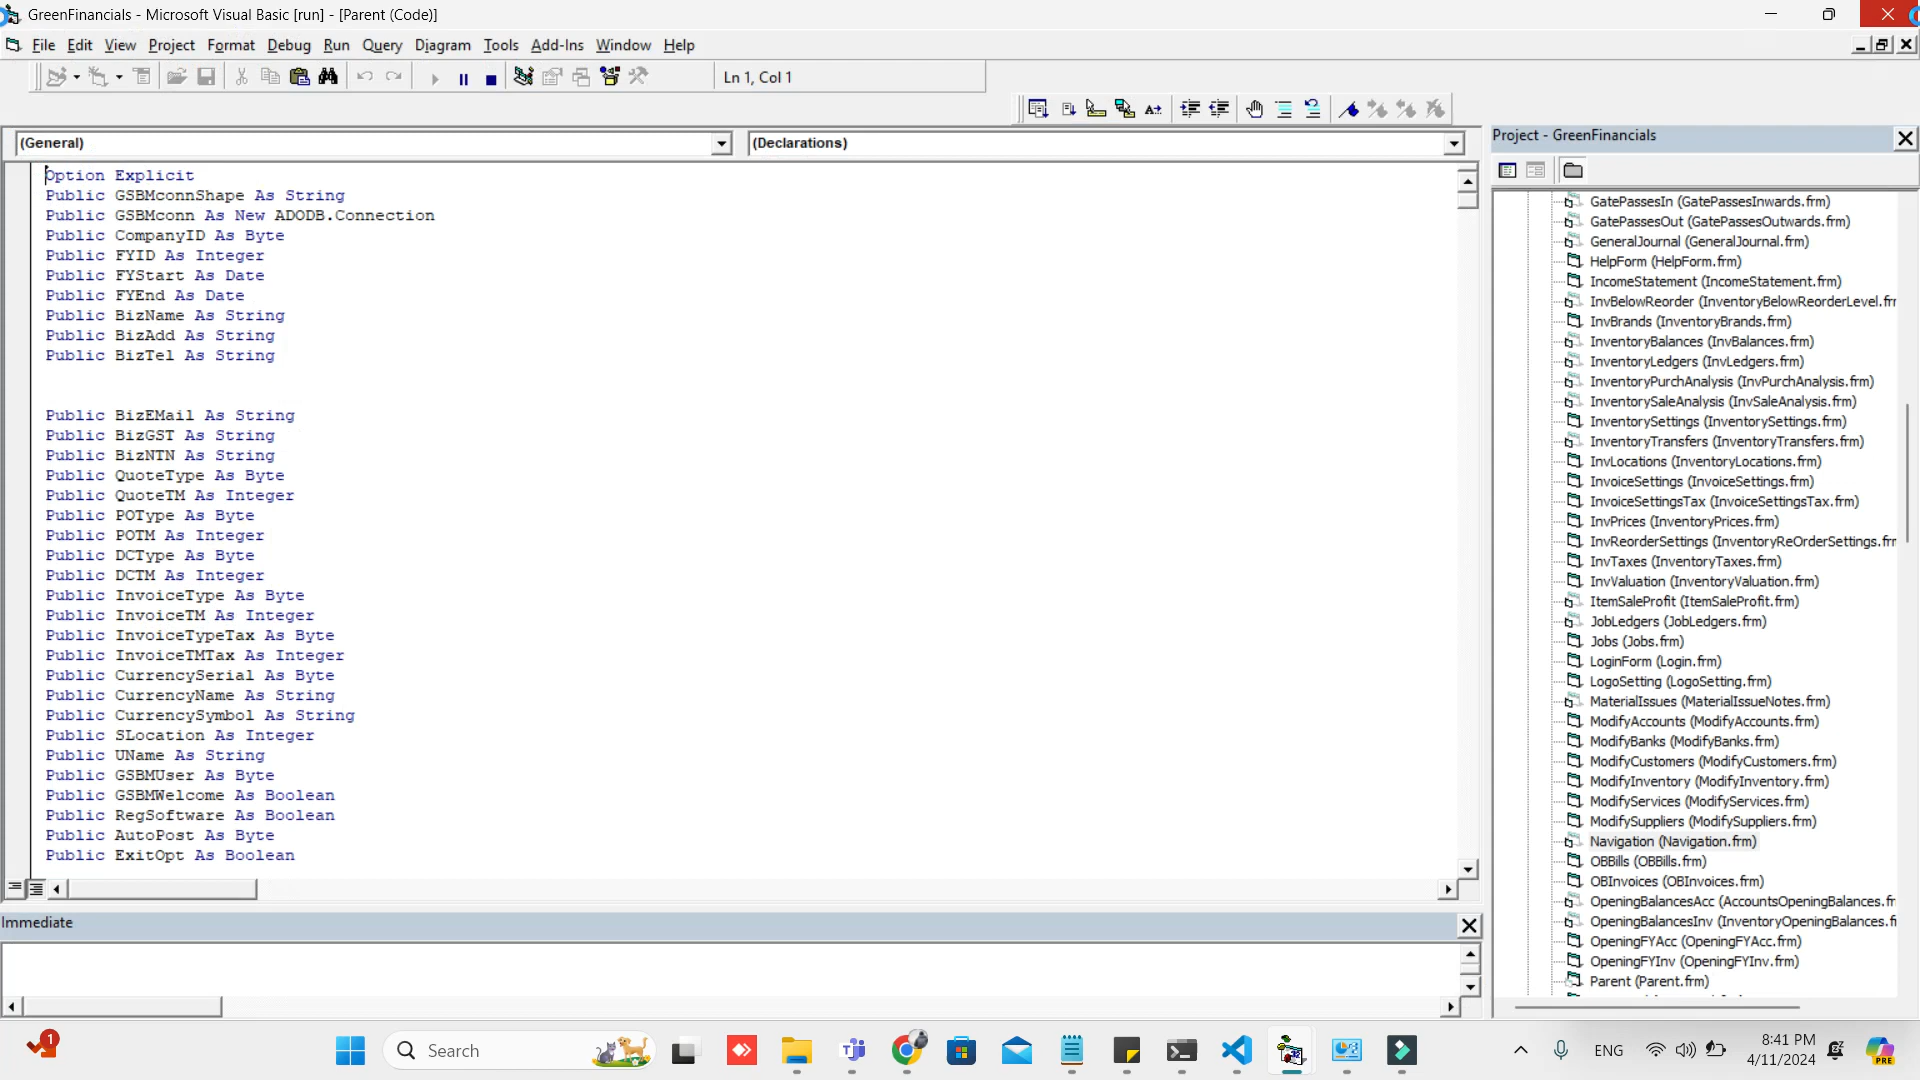 GreenFinancials - Microsoft Visual Basic [run] - [Parent (Code)]
File Edit View Project Format Debug Run Query Diagram Tools Add-Ins Window Help
Ln 1, Col 1
(General)
(Declarations)
Option Explicit
Public GSBMconnShape As String
Public GSBMconn As New ADODB.Connection
Public CompanyID As Byte
Public FYID As Integer
Public FYStart As Date
Public FYEnd As Date
Public BizName As String
Public BizAdd As String
Public BizTel As String
Public BizEMail As String
Public BizGST As String
Public BizNTN As String
Public QuoteType As Byte
Public QuoteTM As Integer
Public POType As Byte
Public POTM As Integer
Public DCType As Byte
Public DCTM As Integer
Public InvoiceType As Byte
Public InvoiceTM As Integer
Public InvoiceTypeTax As Byte
Public InvoiceTMTax As Integer
Public CurrencySerial As Byte
Public CurrencyName As String
Public CurrencySymbol As String
Public SLocation As Integer
Public UName As String
Public GSBMUser As Byte
Public GSBMWelcome As Boolean
Public RegSoftware As Boolean
Public AutoPost As Byte
Public ExitOpt As Boolean
Immediate
Project - GreenFinancials
GatePassesIn (GatePassesInwards.frm)
GatePassesOut (GatePassesOutwards.frm)
GeneralJournal (GeneralJournal.frm)
HelpForm (HelpForm.frm)
IncomeStatement (IncomeStatement.frm)
InvBelowReorder (InventoryBelowReorderLevel.fr
InvBrands (InventoryBrands.frm)
InventoryBalances (InvBalances.frm)
InventoryLedgers (InvLedgers.frm)
InventoryPurchAnalysis (InvPurchAnalysis.frm)
InventorySaleAnalysis (InvSaleAnalysis.frm)
InventorySettings (InventorySettings.frm)
InventoryTransfers (InventoryTransfers.frm)
InvLocations (InventoryLocations.frm)
InvoiceSettings (InvoiceSettings.frm)
InvoiceSettingsTax (InvoiceSettingsTax.frm)
InvPrices (InventoryPrices.frm)
InvReorderSettings (InventoryReOrderSettings.fr
InvTaxes (InventoryTaxes.frm)
InvValuation (InventoryValuation.frm)
ItemSaleProfit (ItemSaleProfit.frm)
JobLedgers (JobLedgers.frm)
Jobs (Jobs.frm)
LoginForm (Login.frm)
LogoSetting (LogoSetting.frm)
MaterialIssues (MaterialIssueNotes.frm)
ModifyAccounts (ModifyAccounts.frm)
ModifyBanks (ModifyBanks.frm)
ModifyCustomers (ModifyCustomers.frm)
ModifyInventory (ModifyInventory.frm)
ModifyServices (ModifyServices.frm)
ModifySuppliers (ModifySuppliers.frm)
Navigation (Navigation.frm)
OBBills (OBBills.frm)
OBInvoices (OBInvoices.frm)
OpeningBalancesAcc (AccountsOpeningBalances.fr
OpeningBalancesInv (InventoryOpeningBalances.f
OpeningFYAcc (OpeningFYAcc.frm)
OpeningFYInv (OpeningFYInv.frm)
Parent (Parent.frm)
1
Search
ENG
8:41 PM
4/11/2024
PRE